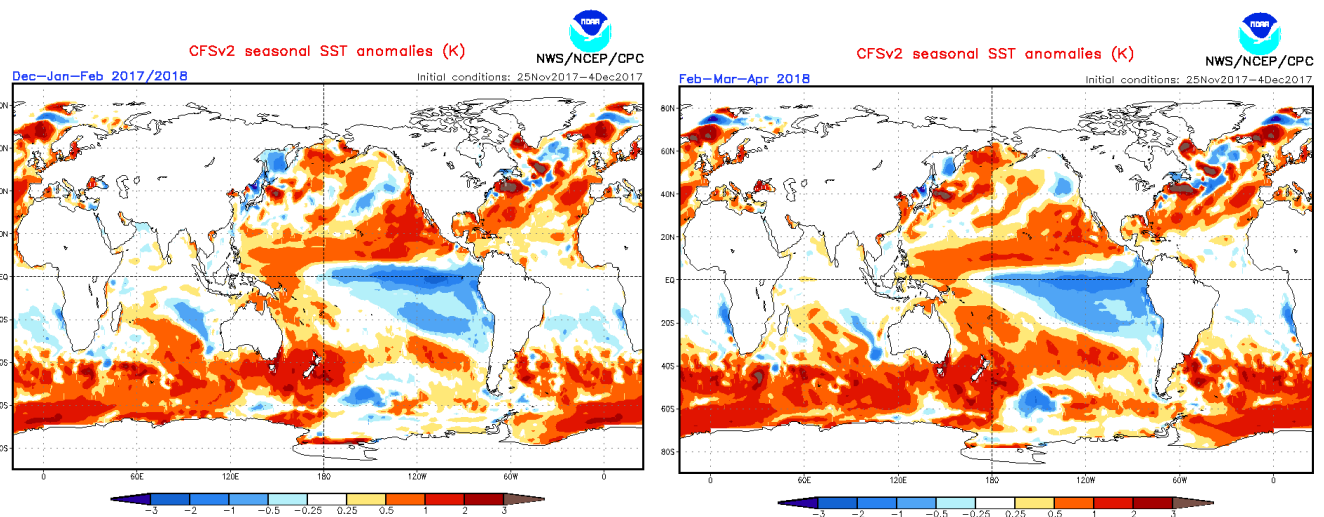 NOAA
CFSv2 seasonal SST anomalies (K)
NWS/NCEP/CPC
Dec-Jan-Feb 2017/2018
Initial conditions: 25Nov2017-4Dec2017
EQ
0
60E
120E
180
120W
60W
0
-3
-2
-1
-0.5
-0.25
0.25
0.5
1
2
3
NOAA
CFSv2 seasonal SST anomalies (K)
NWS/NCEP/CPC
Feb-Mar-Apr 2018
Initial conditions: 25Nov2017-4Dec2017
80N
60N
40N
20N
EQ
20S
40S
60S
80S
0
60E
120E
180
120W
60W
0
-3
-2
-1
-0.5
-0.25
0.25
0.5
1
2
3